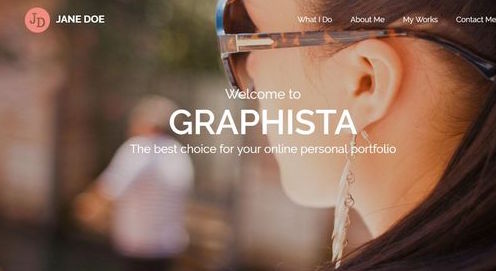 JD JANE DOE
What I Do About Me My Works Contact Me
Welcome to
GRAPHISTA
The best choice for your online personal portfolio